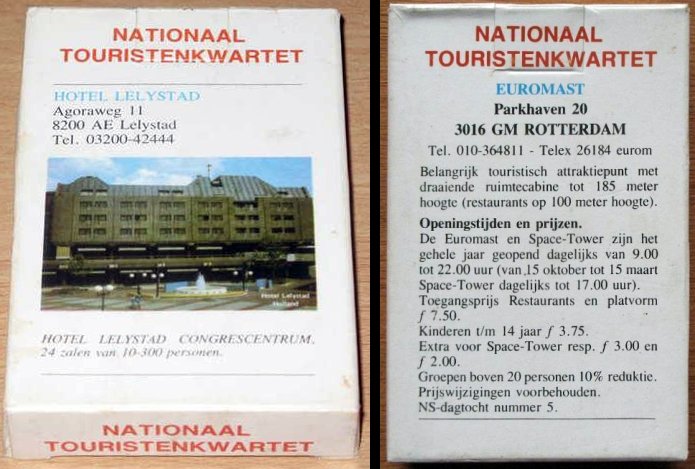 NATIONAAL
TOURISTENKWARTET
HOTEL LELYSTAD
Agoraweg 11
8200 AE Lelystad
Tel. 03200-42444
Hotel Lelystad
Holland
HOTEL LELYSTAD CONGRESCENTRUM,
24 zalen van 10-300 personen.
NATIONAAL
TOURISTENKWARTET
NATIONAAL
TOURISTENKWARTET
EUROMAST
Parkhaven 20
3016 GM ROTTERDAM
Tel. 010-364811 - Telex 26184 eurom
Belangrijk touristisch attraktiepunt met
draaiende ruimtecabine tot 185 meter
hoogte (restaurants op 100 meter hoogte).
Openingstijden en prijzen.
De Euromast en Space-Tower zijn het
gehele jaar geopend dagelijks van 9.00
tot 22.00 uur (van 15 oktober tot 15 maart
Space-Tower dagelijks tot 17.00 uur).
Toegangsprijs Restaurants en platvorm
ƒ 7.50.
Kinderen t/m 14 jaar ƒ 3.75.
Extra voor Space-Tower resp. ƒ 3.00 en
ƒ 2.00.
Groepen boven 20 personen 10% reduktie.
Prijswijzigingen voorbehouden.
NS-dagtocht nummer 5.